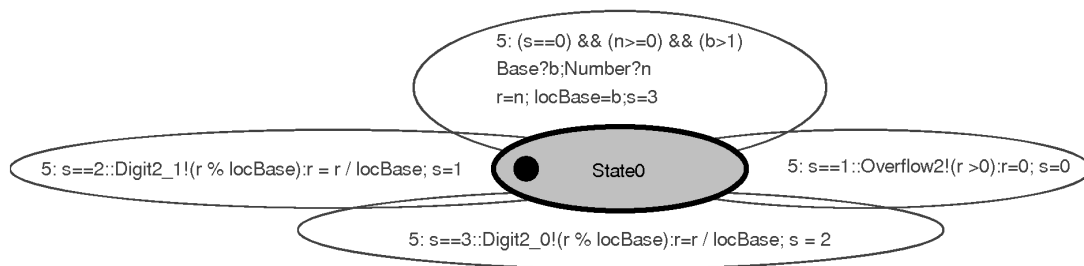 5: (s==0) && (n>=0) && (b>1)
Base?b;Number?n
r=n; locBase=b;s=3
5: s==2::Digit2_1!(r % locBase):r = r / locBase; s=1
State0
5: s==1::Overflow2!(r >0):r=0; s=0
5: s==3::Digit2_0!(r % locBase):r=r / locBase; s = 2